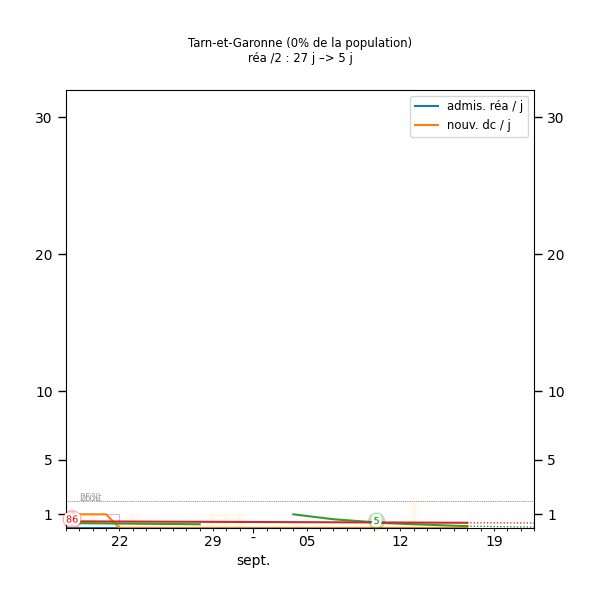 Tarn-et-Garonne (0% de la population)
réa /2 : 27 j –> 5 j
admis. réa / j
nouv. dc / j
30 30
20 20
10 10
5 5
1 1
86
5
22 29 - 05 12 19
sept.